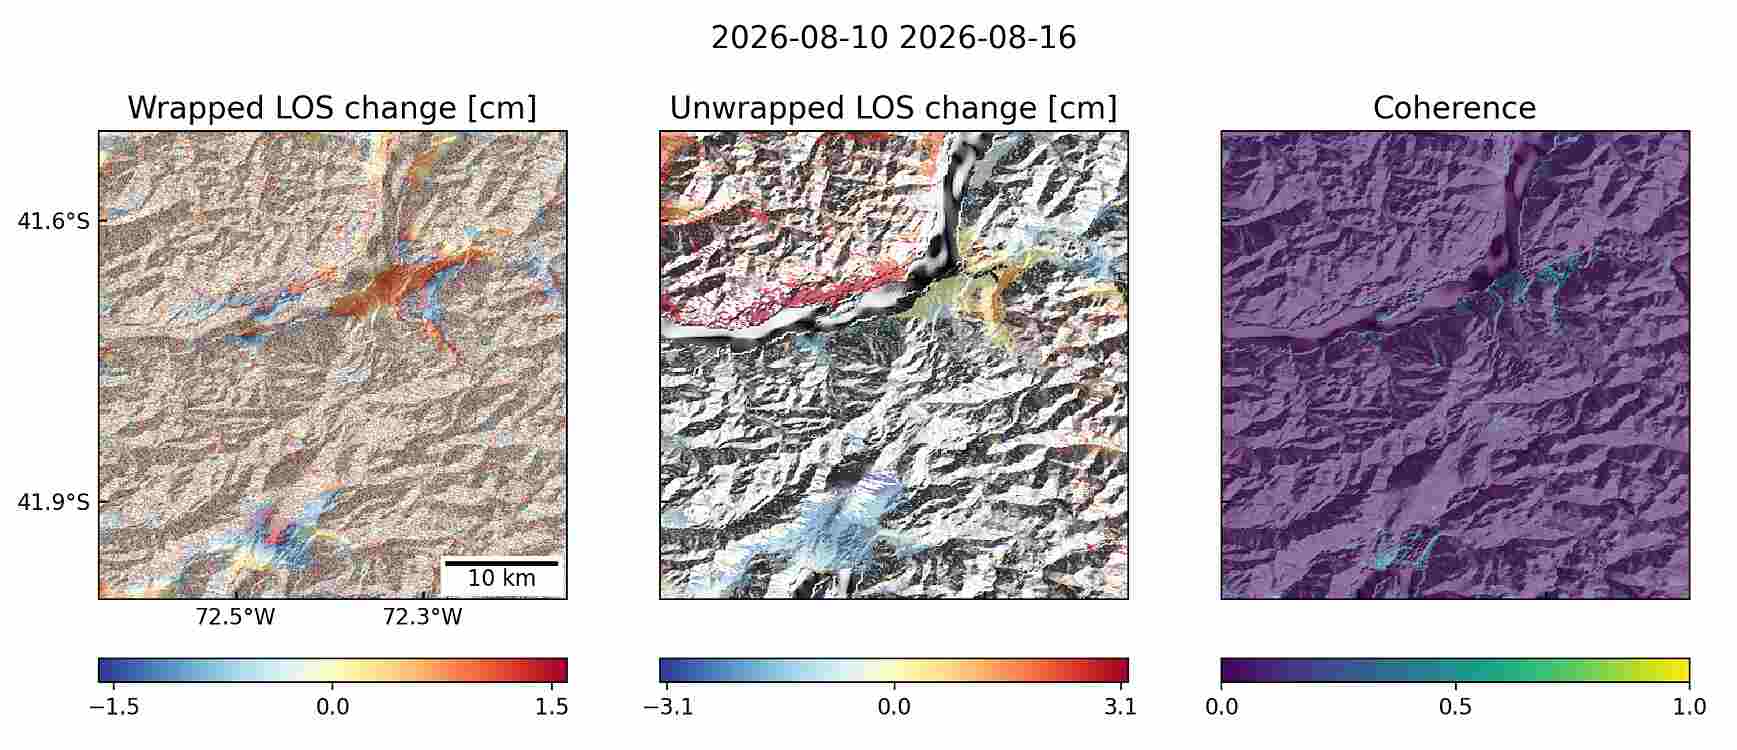 2026-08-10 2026-08-16
Wrapped LOS change [cm]
Unwrapped LOS change [cm]
Coherence
41.6°S
41.9°S
10 km
72.5°W
72.3°W
−1.5
0.0
1.5
−3.1
0.0
3.1
0.0
0.5
1.0